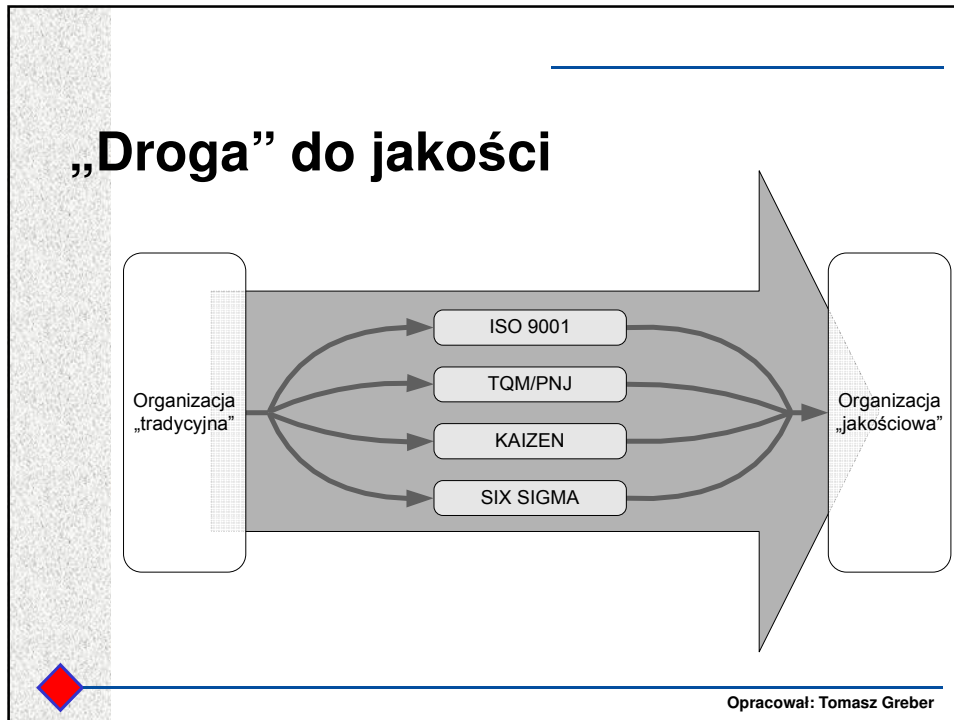 „Droga” do jakości
Organizacja
„tradycyjna”
ISO 9001
TQM/PNJ
KAIZEN
SIX SIGMA
Organizacja
„jakościowa”
Opracował: Tomasz Greber